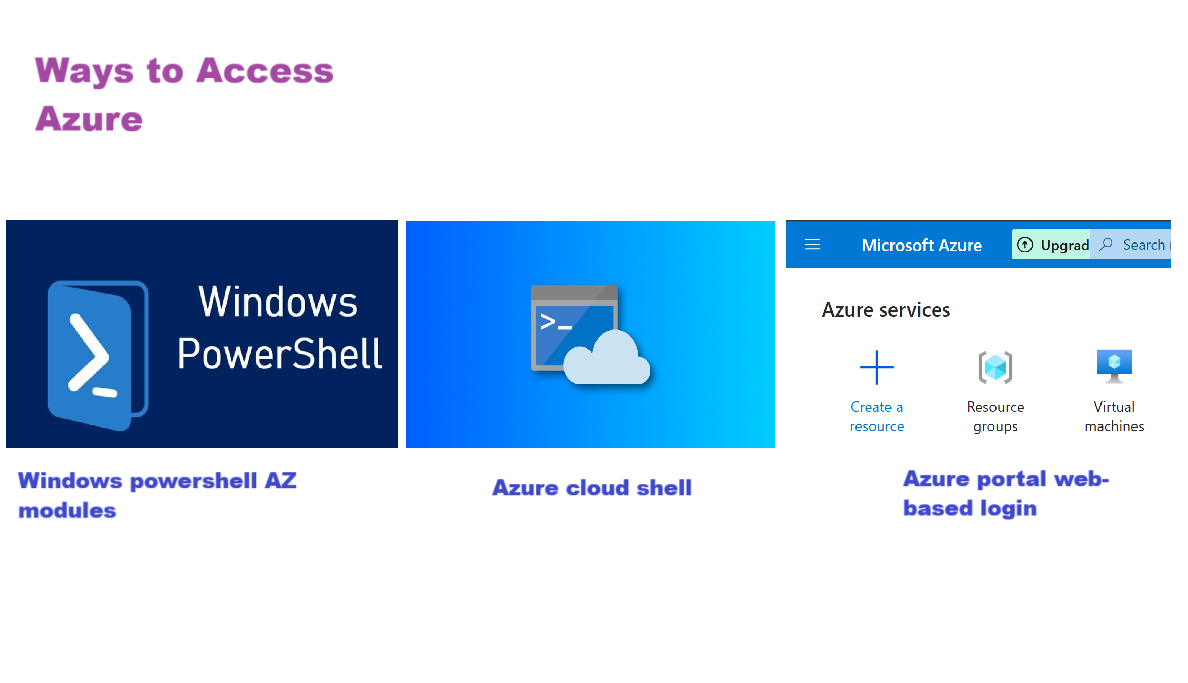 Ways to Access
Azure
Windows
PowerShell
>_
Microsoft Azure
Upgrad
Search
Azure services
Create a
resource
Resource
groups
Virtual
machines
Windows powershell AZ
modules
Azure cloud shell
Azure portal web-
based login